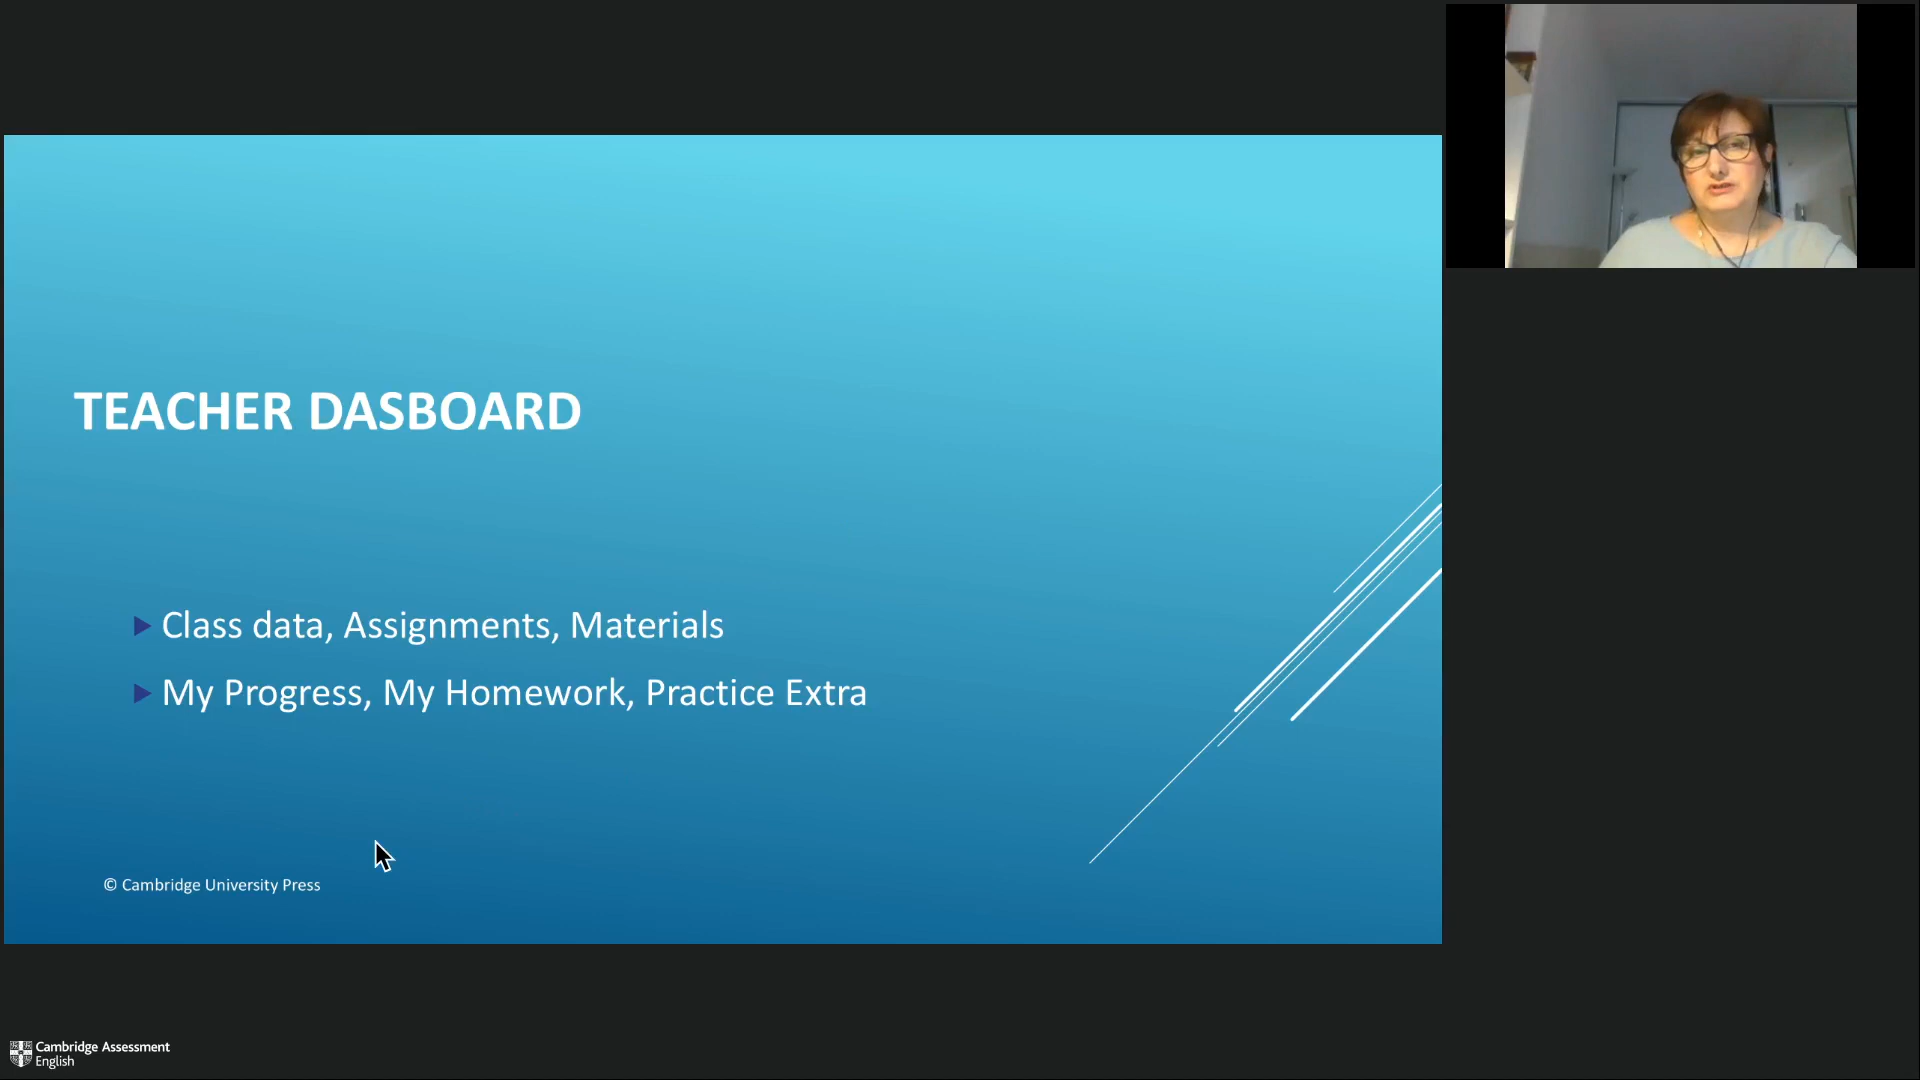 TEACHER DASBOARD
Class data, Assignments, Materials
My Progress, My Homework, Practice Extra
© Cambridge University Press
Cambridge Assessment
English